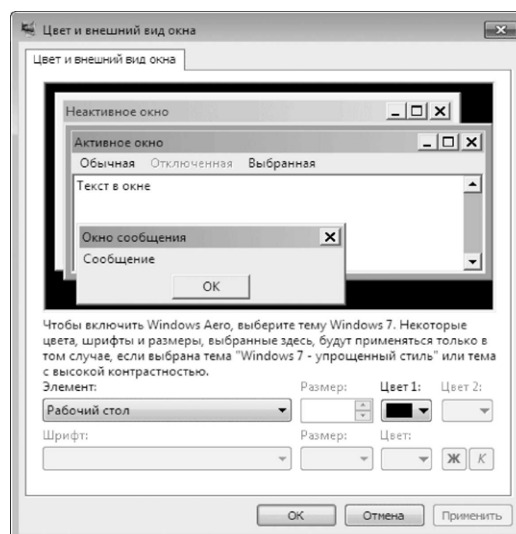 Цвет и внешний вид окна
Цвет и внешний вид окна
Неактивное окно
Активное окно
Обычная Отключенная Выбранная
Текст в окне
Окно сообщения
Сообщение
OK
Чтобы включить Windows Aero, выберите тему Windows 7. Некоторые
цвета, шрифты и размеры, выбранные здесь, будут применяться только в
том случае, если выбрана тема "Windows 7 - упрощенный стиль" или тема
с высокой контрастностью.
Элемент: Размер: Цвет 1: Цвет 2:
Рабочий стол
Шрифт: Размер: Цвет:
Ж К
OK Отмена Применить